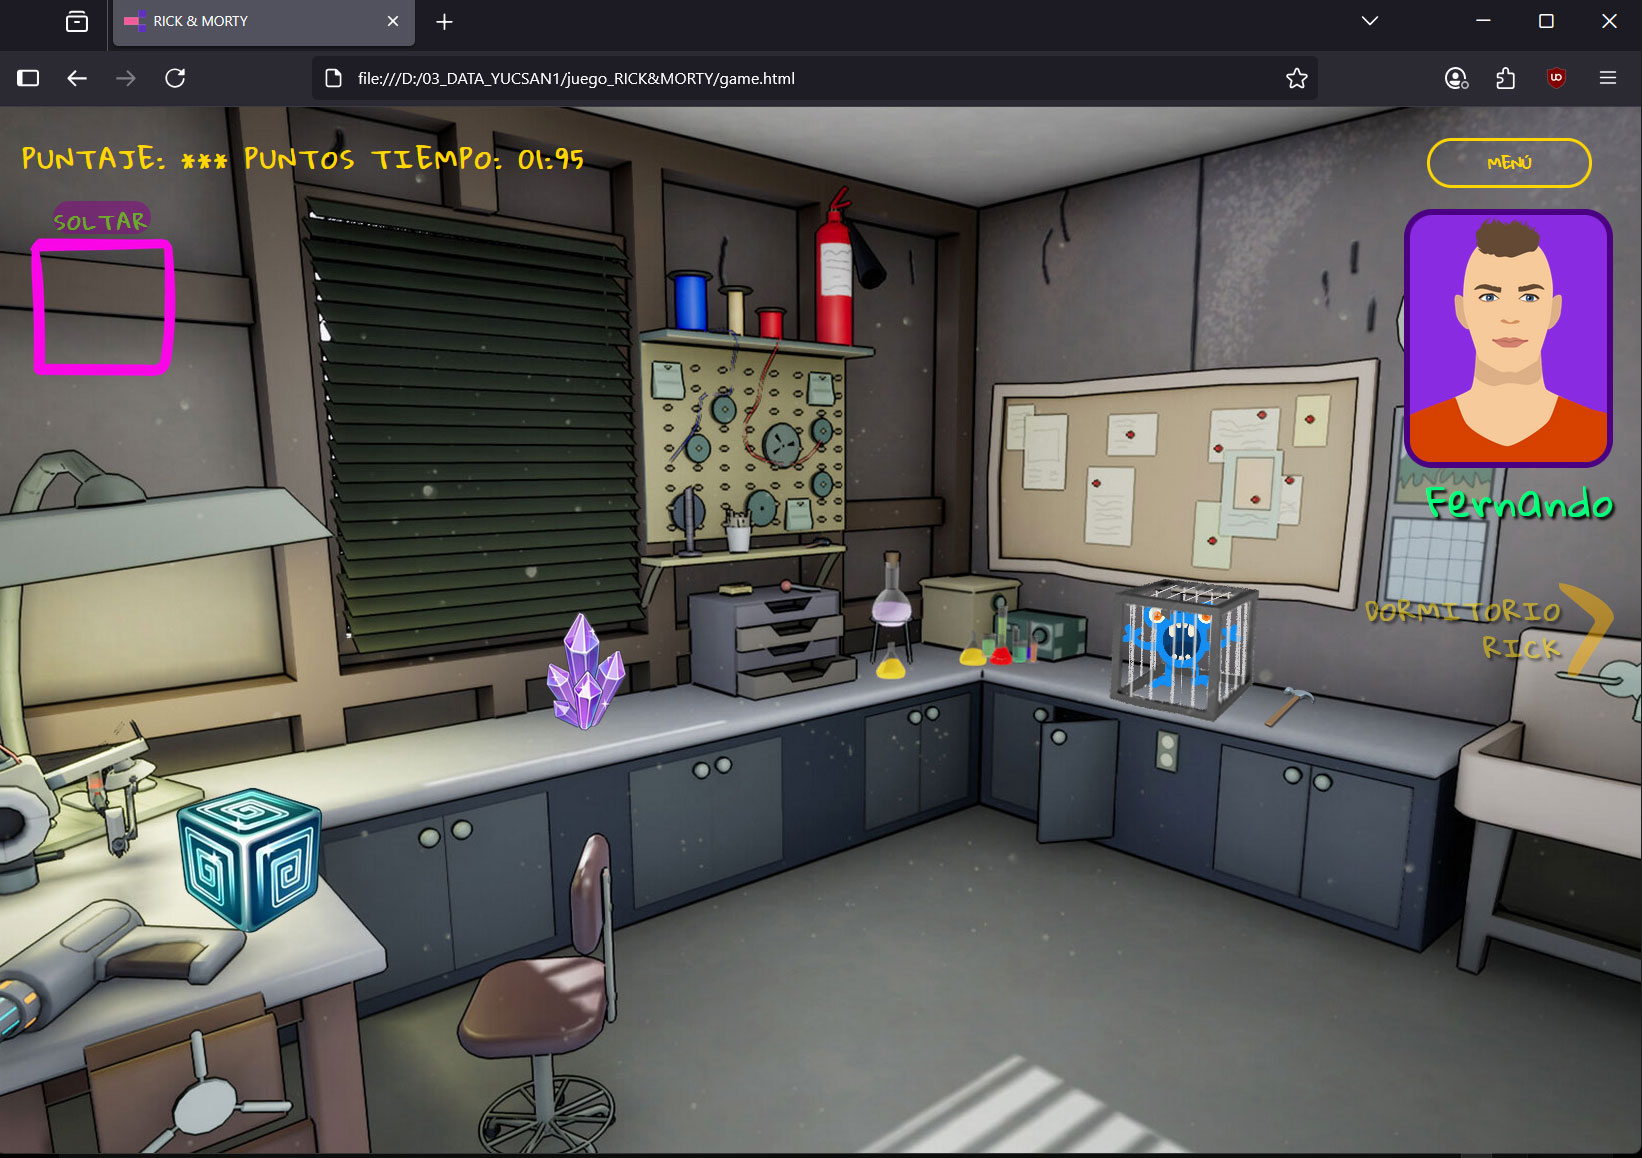 RICK & MORTY
file:///D:/03_DATA_YUCSAN1/juego_RICK&MORTY/game.html
PUNTAJE: *** PUNTOS TIEMPO: 01:95
MENÚ
SOLTAR
Fernando
DORMITORIO
RICK